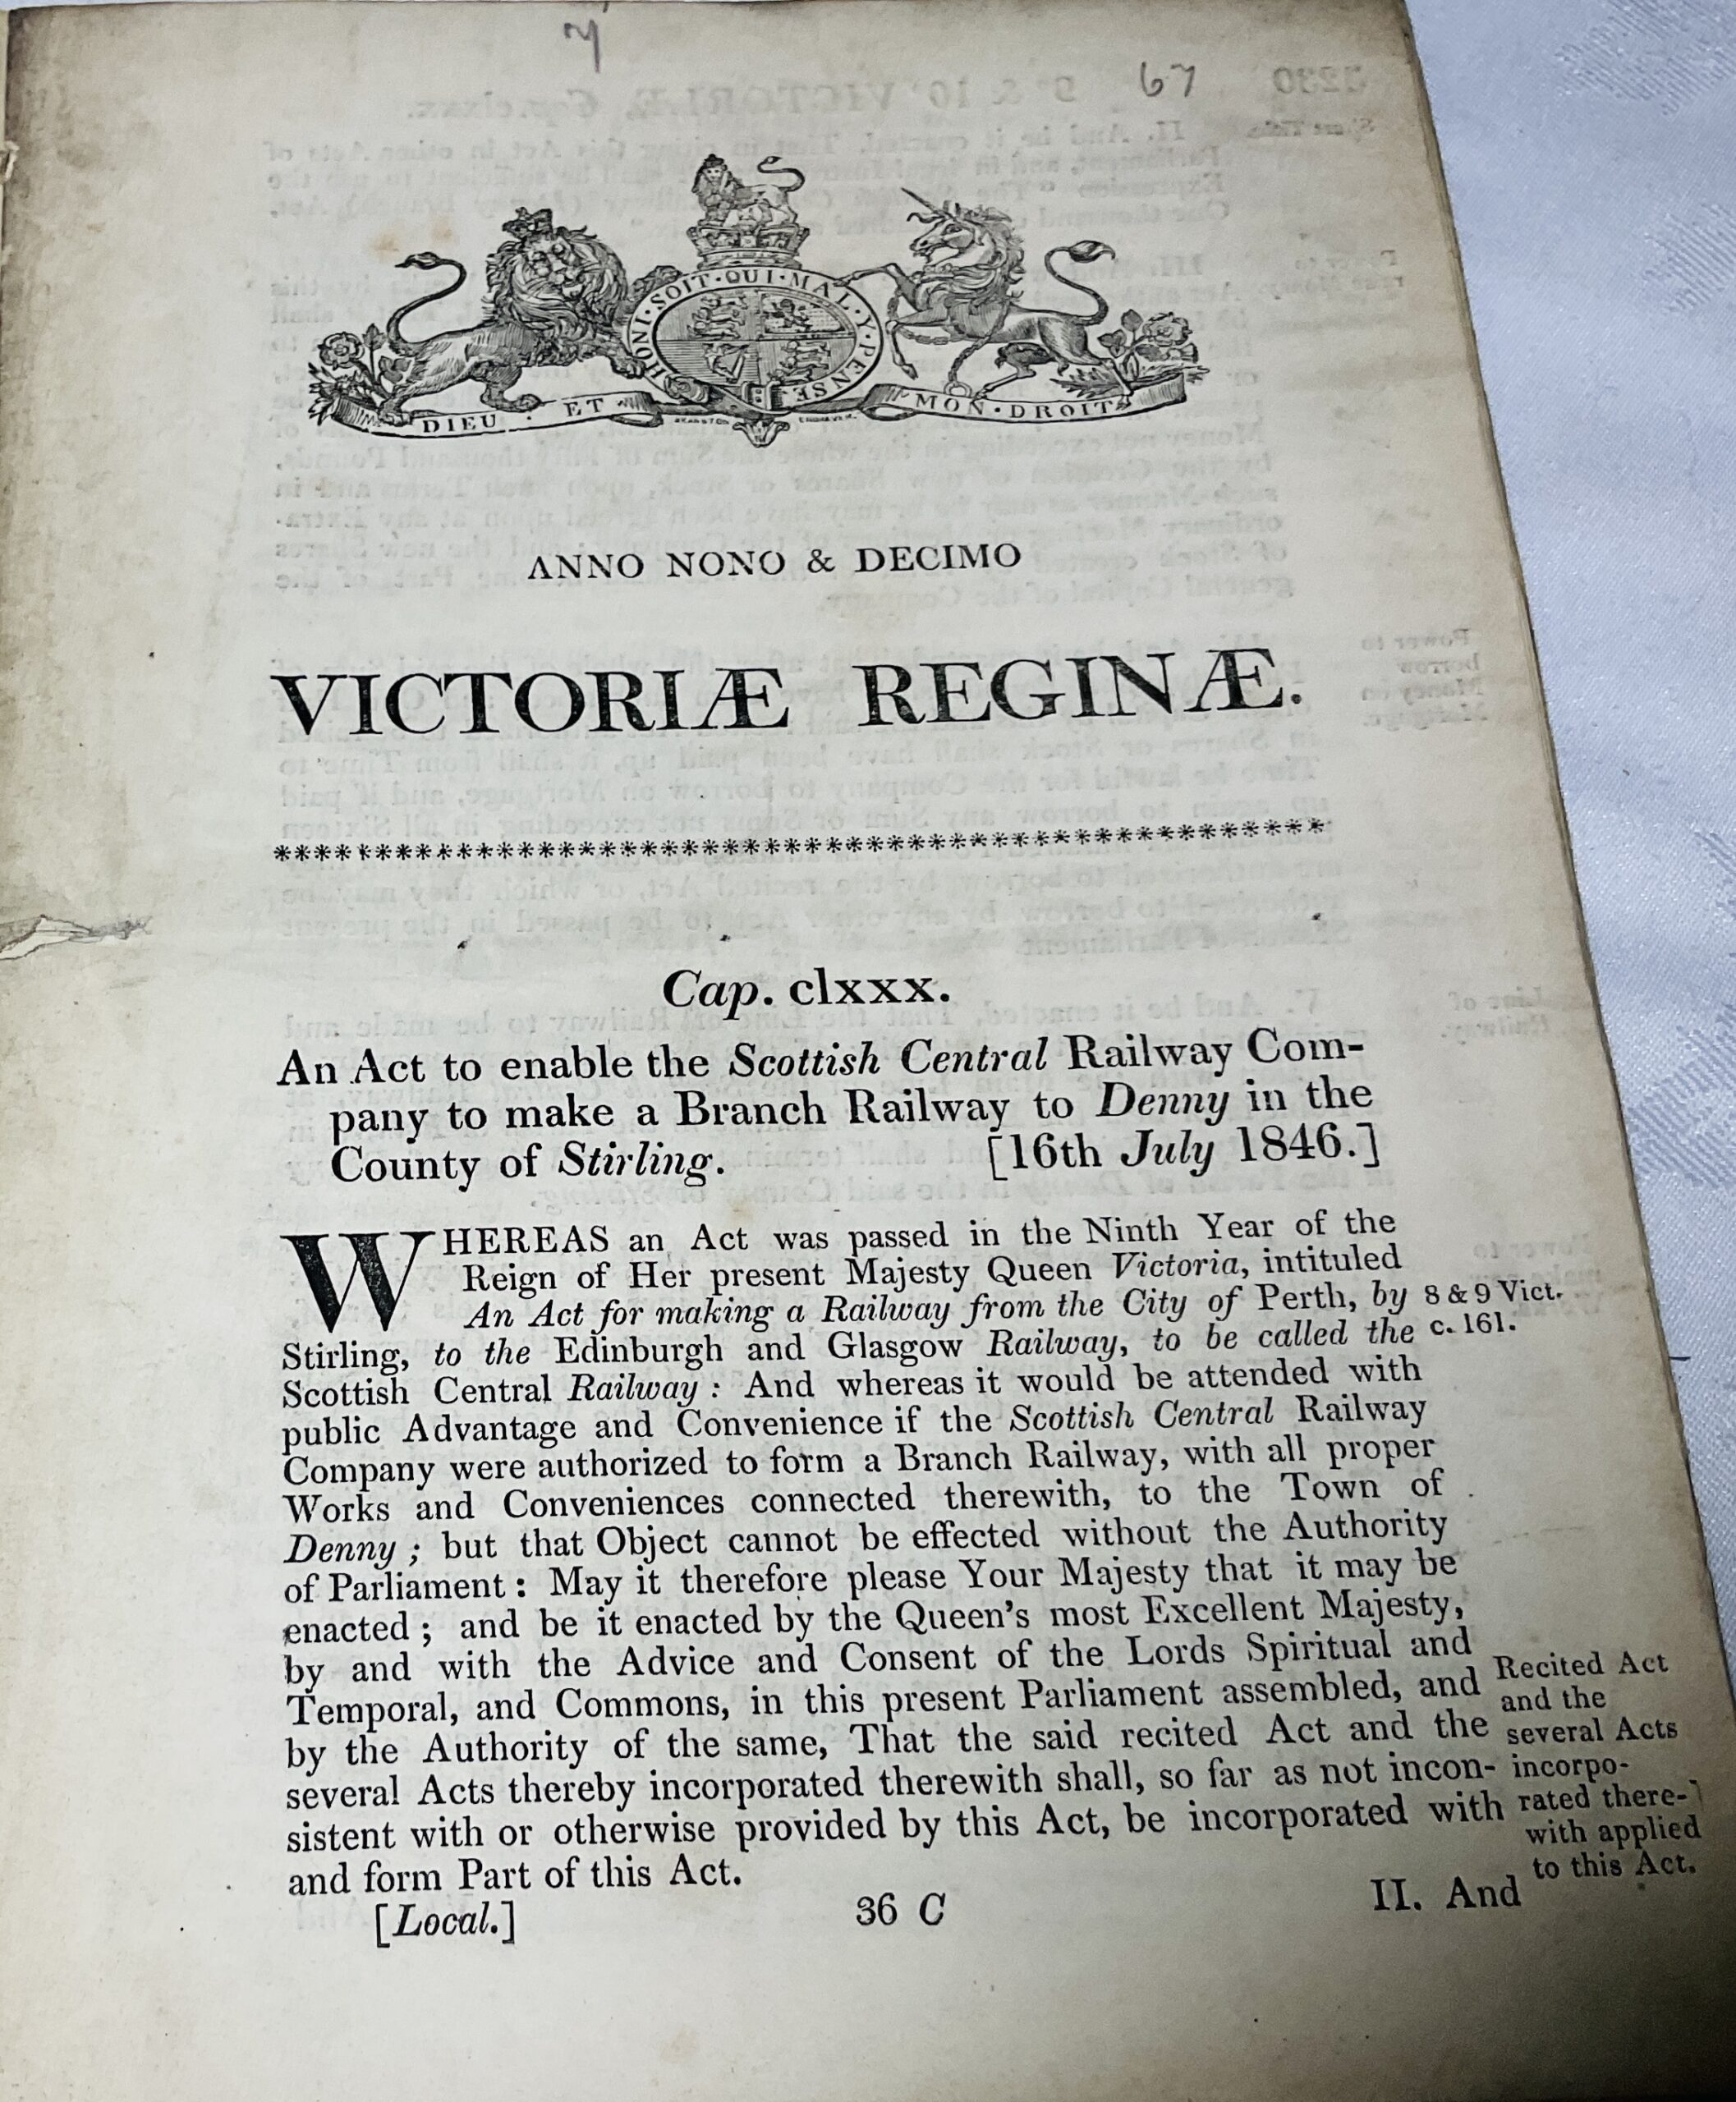 67
HONI·SOIT·QUI·MAL·Y·PENSE
DIEU · ET MON·DROIT
ANNO NONO & DECIMO
VICTORIÆ REGINÆ.
***************************************************
Cap. clxxx.
An Act to enable the Scottish Central Railway Com-
pany to make a Branch Railway to Denny in the
County of Stirling. [16th July 1846.]
WHEREAS an Act was passed in the Ninth Year of the
Reign of Her present Majesty Queen Victoria, intituled
An Act for making a Railway from the City of Perth, by
8 & 9 Vict.
Stirling, to the Edinburgh and Glasgow Railway, to be called the
c. 161.
Scottish Central Railway: And whereas it would be attended with
public Advantage and Convenience if the Scottish Central Railway
Company were authorized to form a Branch Railway, with all proper
Works and Conveniences connected therewith, to the Town of
Denny; but that Object cannot be effected without the Authority
of Parliament: May it therefore please Your Majesty that it may be
enacted; and be it enacted by the Queen's most Excellent Majesty,
by and with the Advice and Consent of the Lords Spiritual and
Temporal, and Commons, in this present Parliament assembled, and
by the Authority of the same, That the said recited Act and the
several Acts thereby incorporated therewith shall, so far as not incon-
sistent with or otherwise provided by this Act, be incorporated with
and form Part of this Act.
Recited Act
and the
several Acts
incorpo-
rated there-
with applied
to this Act.
[Local.] 36 C II. And